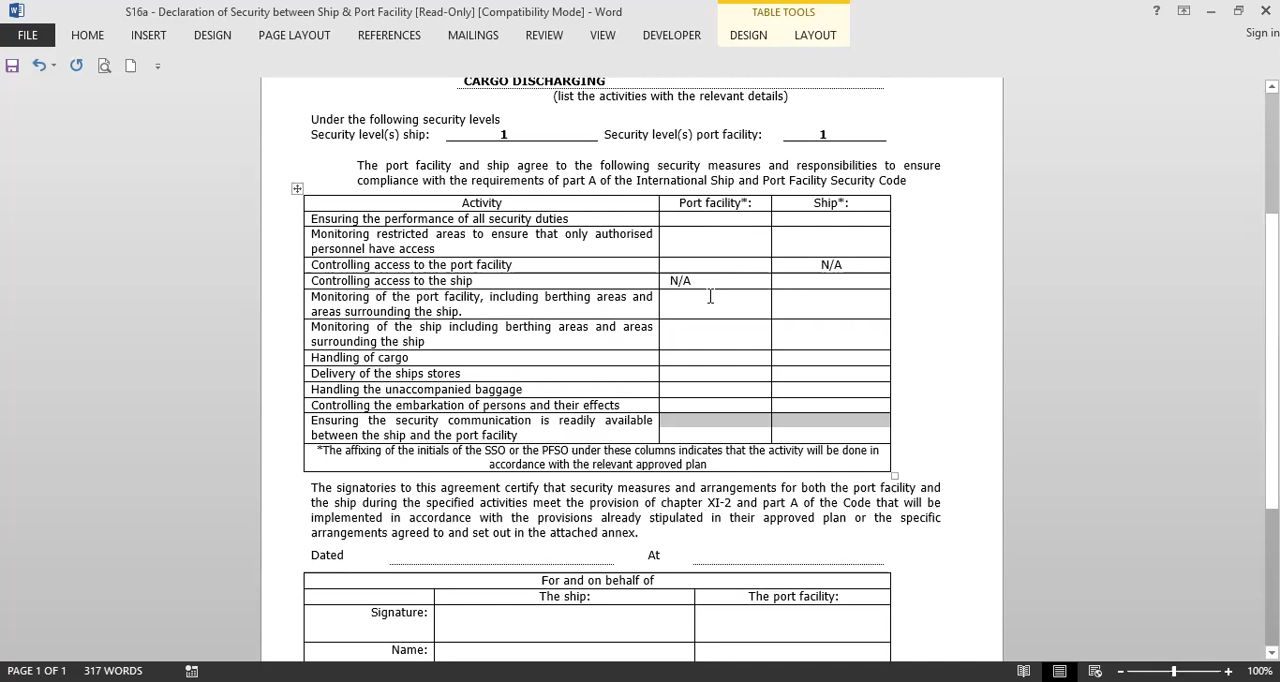 S16a - Declaration of Security between Ship & Port Facility [Read-Only] [Compatibility Mode] - Word
TABLE TOOLS
?
FILE
HOME
INSERT
DESIGN
PAGE LAYOUT
REFERENCES
MAILINGS
REVIEW
VIEW
DEVELOPER
DESIGN
LAYOUT
Sign in
CARGO DISCHARGING
(list the activities with the relevant details)
Under the following security levels
Security level(s) ship: 1 Security level(s) port facility: 1
The port facility and ship agree to the following security measures and responsibilities to ensure
compliance with the requirements of part A of the International Ship and Port Facility Security Code
Activity Port facility*: Ship*:
Ensuring the performance of all security duties
Monitoring restricted areas to ensure that only authorised
personnel have access
Controlling access to the port facility N/A
Controlling access to the ship N/A
Monitoring of the port facility, including berthing areas and
areas surrounding the ship.
Monitoring of the ship including berthing areas and areas
surrounding the ship
Handling of cargo
Delivery of the ships stores
Handling the unaccompanied baggage
Controlling the embarkation of persons and their effects
Ensuring the security communication is readily available
between the ship and the port facility
*The affixing of the initials of the SSO or the PFSO under these columns indicates that the activity will be done in
accordance with the relevant approved plan
The signatories to this agreement certify that security measures and arrangements for both the port facility and
the ship during the specified activities meet the provision of chapter XI-2 and part A of the Code that will be
implemented in accordance with the provisions already stipulated in their approved plan or the specific
arrangements agreed to and set out in the attached annex.
Dated At
For and on behalf of
The ship: The port facility:
Signature:
Name:
PAGE 1 OF 1 317 WORDS 100%